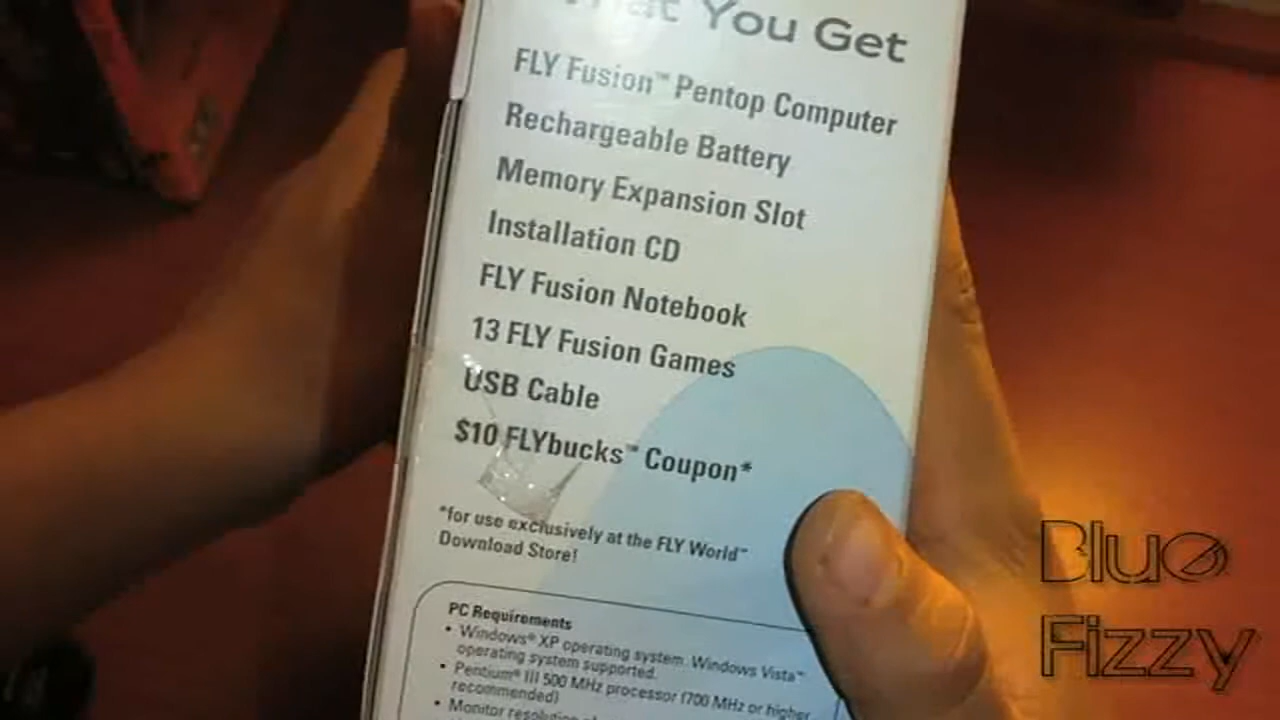 You Get
FLY Fusion™ Pentop Computer
Rechargeable Battery
Memory Expansion Slot
Installation CD
FLY Fusion Notebook
13 FLY Fusion Games
USB Cable
$10 FLYbucks™ Coupon*
*for use exclusively at the FLY World™
Download Store!
PC Requirements
• Windows® XP operating system. Windows Vista™
operating system supported.
• Pentium® III 500 MHz processor (700 MHz or higher
recommended)
• Monitor resolution
Blue
Fizzy